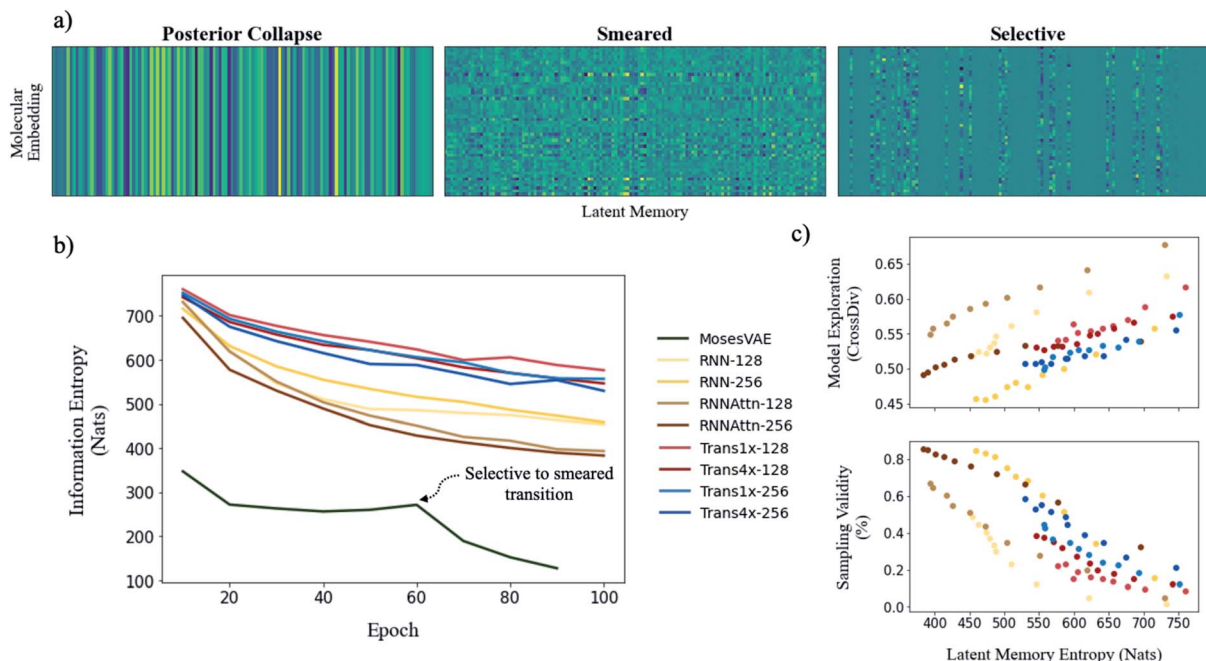 a)
Posterior Collapse
Smeared
Selective
Molecular
Embedding
Latent Memory
b)
Information Entropy
(Nats)
700
600
500
400
300
200
100
20
40
60
80
100
Epoch
Selective to smeared
transition
MosesVAE
RNN-128
RNN-256
RNNAttn-128
RNNAttn-256
Trans1x-128
Trans4x-128
Trans1x-256
Trans4x-256
c)
Model Exploration
(CrossDiv)
0.65
0.60
0.55
0.50
0.45
Sampling Validity
(%)
0.8
0.6
0.4
0.2
0.0
400
450
500
550
600
650
700
750
Latent Memory Entropy (Nats)